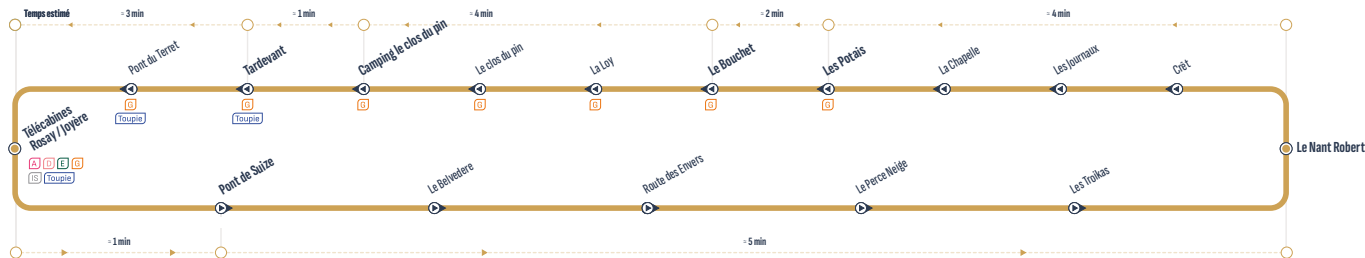 Temps estimé
≈ 3 min
≈ 1 min
≈ 4 min
≈ 2 min
≈ 4 min
Pont du Terret
Tardevant
Camping le clos du pin
Le clos du pin
La Loy
Le Bouchet
Les Potais
La Chapelle
Les Journaux
Crêt
G
Toupie
G
Toupie
G
G
G
G
G
Télécabines
Rosay / Joyère
A D E G
IS Toupie
Le Nant Robert
Pont de Suize
Le Belvedere
Route des Envers
Le Perce Neige
Les Troikas
≈ 1 min
≈ 5 min